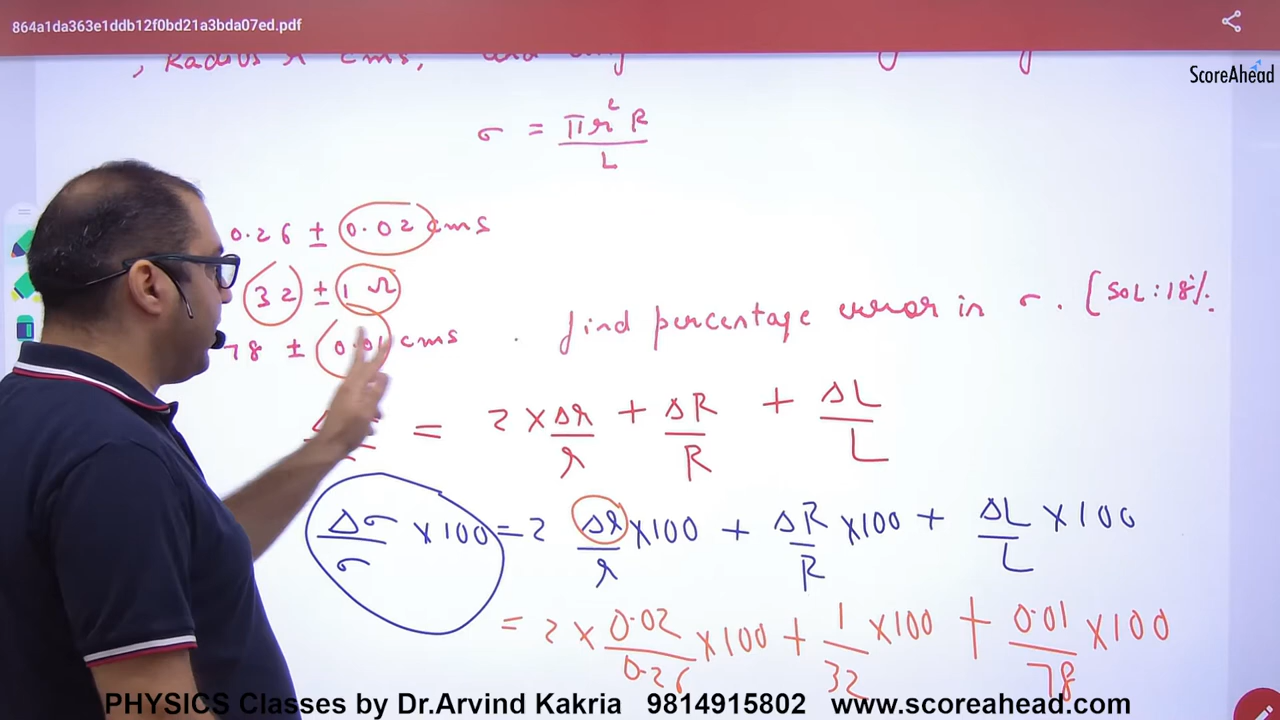 864a1da363e1ddb12f0bd21a3bda07ed.pdf
ScoreAhead
, Radius r cms, and
σ = πr²R / L
0.26 ± 0.02 cms
32 ± 1 Ω
78 ± 0.01 cms . find percentage error in σ. [SOL: 18%.
= 2 × Δr/r + ΔR/R + ΔL/L
Δσ/σ × 100 = 2 Δr/r × 100 + ΔR/R × 100 + ΔL/L × 100
= 2 × 0.02/0.26 × 100 + 1/32 × 100 + 0.01/78 × 100
PHYSICS Classes by Dr.Arvind Kakria 9814915802 www.scoreahead.com